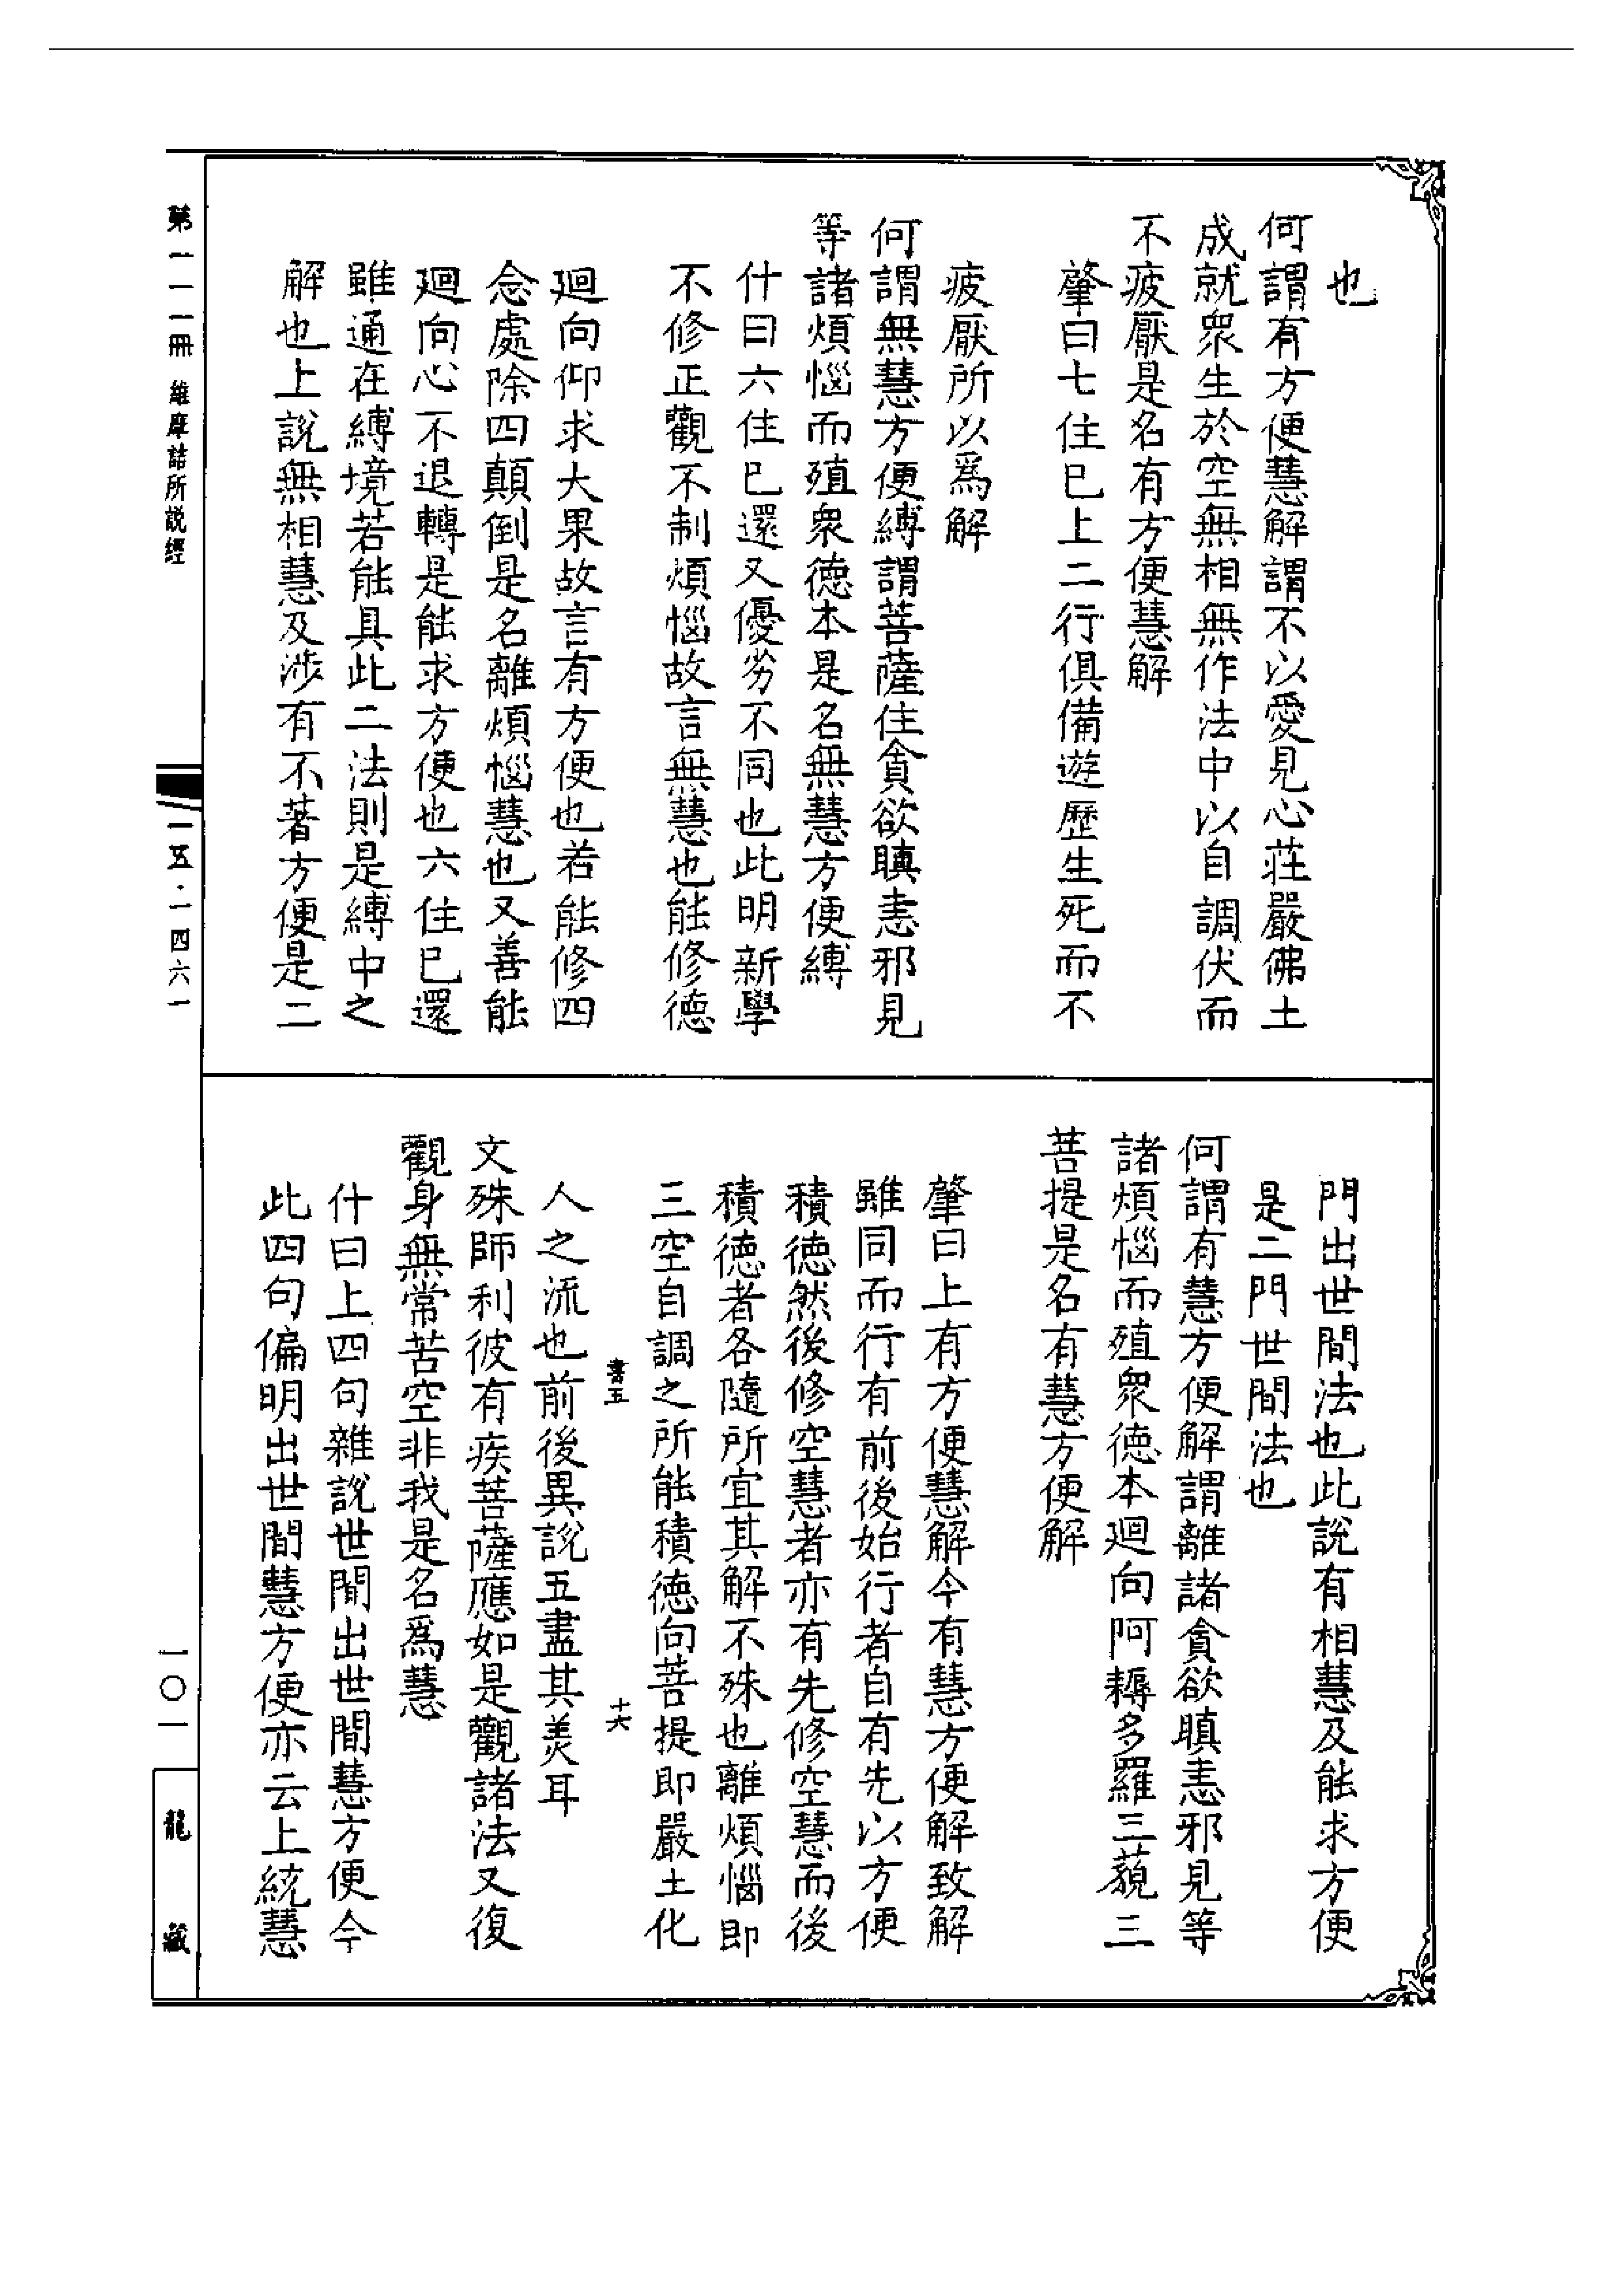 也
何謂有方便慧解謂不以愛見心莊嚴佛土
成就眾生於空無相無作法中以自調伏而
不疲厭是名有方便慧解
肇曰七住已上二行俱備遊歷生死而不
疲厭所以爲解
何謂無慧方便縛謂菩薩住貪欲瞋恚邪見
等諸煩惱而殖眾德本是名無慧方便縛
什曰六住已還又優劣不同也此明新學
不修正觀不制煩惱故言無慧也能修德
迴向仰求大果故言有方便也若能修四
念處除四顛倒是名離煩惱慧也又善能
迴向心不退轉是能求方便也六住已還
雖通在縛境若能具此二法則是縛中之
解也上說無相慧及涉有不著方便是二
門出世間法也此說有相慧及能求方便
是二門世間法也
何謂有慧方便解謂離諸貪欲瞋恚邪見等
諸煩惱而殖眾德本迴向阿耨多羅三藐三
菩提是名有慧方便解
肇曰上有方便慧解今有慧方便解致解
雖同而行有前後始行者自有先以方便
積德然後修空慧者亦有先修空慧而後
積德者各隨所宜其解不殊也離煩惱即
三空自調之所能積德向菩提即嚴土化
書五 十六
人之流也前後異說互盡其美耳
文殊師利彼有疾菩薩應如是觀諸法又復
觀身無常苦空非我是名爲慧
什曰上四句雜說世間出世間慧方便今
此四句偏明出世間慧方便亦云上統慧
第一一一冊 維摩詰所說經
一五·一四六一
一〇一
龍藏